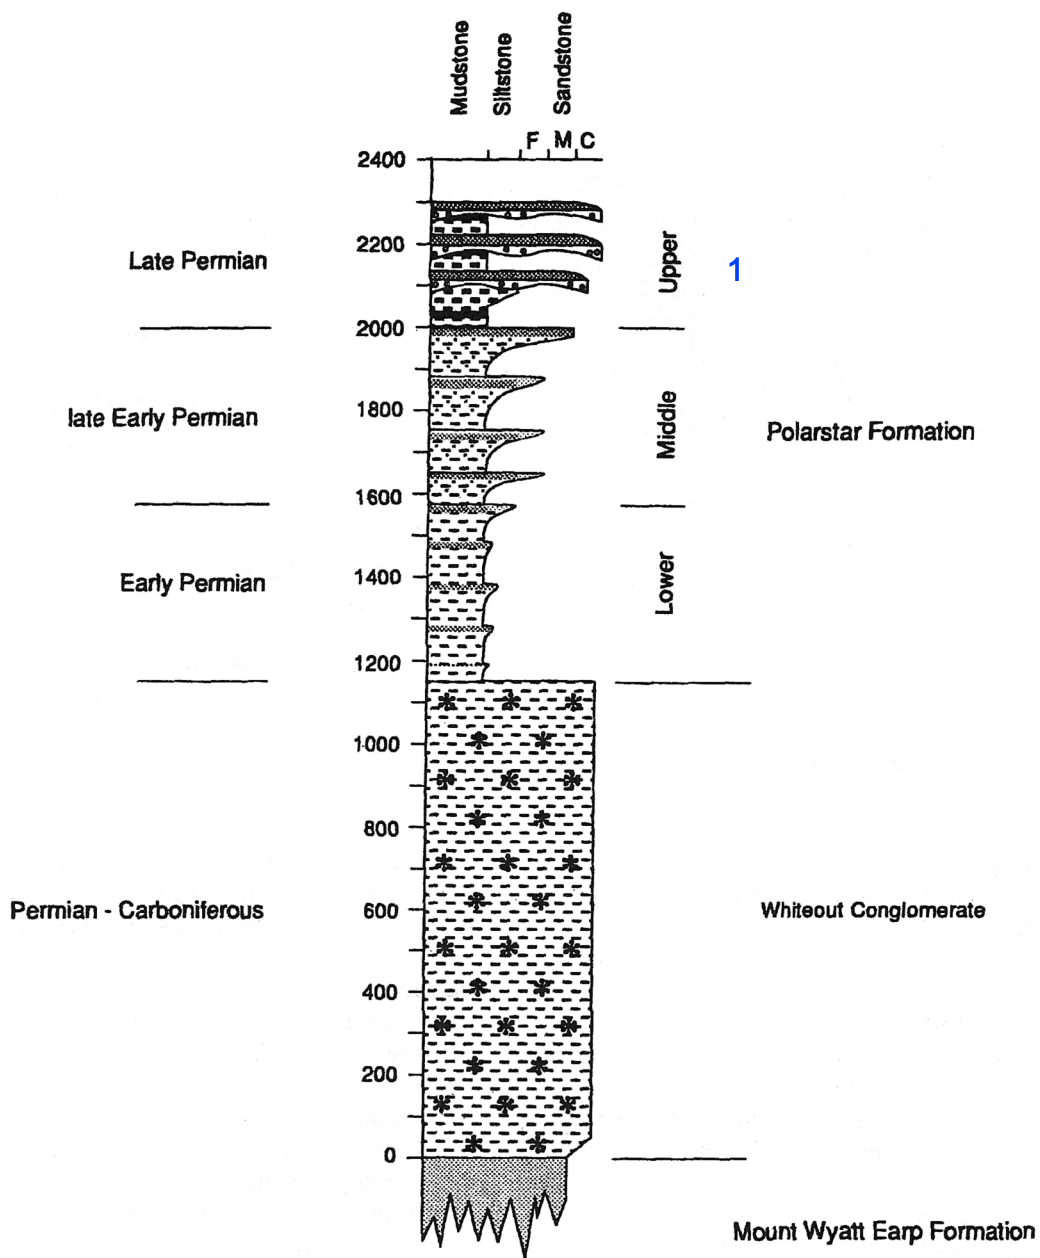 Mudstone
Siltstone
Sandstone
F M C
2400
2200
Late Permian
Upper
1
2000
1800
late Early Permian
Middle
Polarstar Formation
1600
1400
Early Permian
Lower
1200
1000
800
Permian - Carboniferous
600
Whiteout Conglomerate
400
200
0
Mount Wyatt Earp Formation